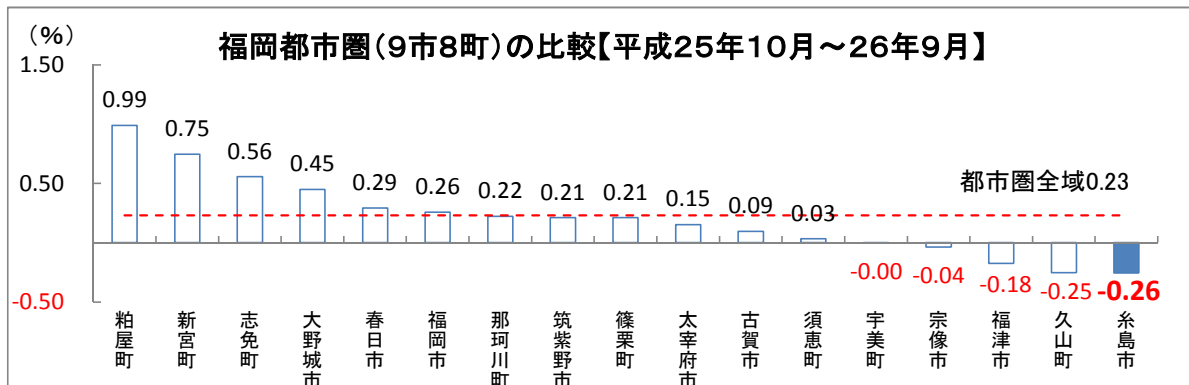 （%）
福岡都市圏（9市8町）の比較【平成25年10月～26年9月】
1.50
0.50
-0.50
0.99
0.75
0.56
0.45
0.29
0.26
0.22
0.21
0.21
0.15
0.09
0.03
-0.00
-0.04
-0.18
-0.25
-0.26
都市圏全域0.23
粕屋町
新宮町
志免町
大野城市
春日市
福岡市
那珂川町
筑紫野市
篠栗町
太宰府市
古賀市
須恵町
宇美町
宗像市
福津市
久山町
糸島市